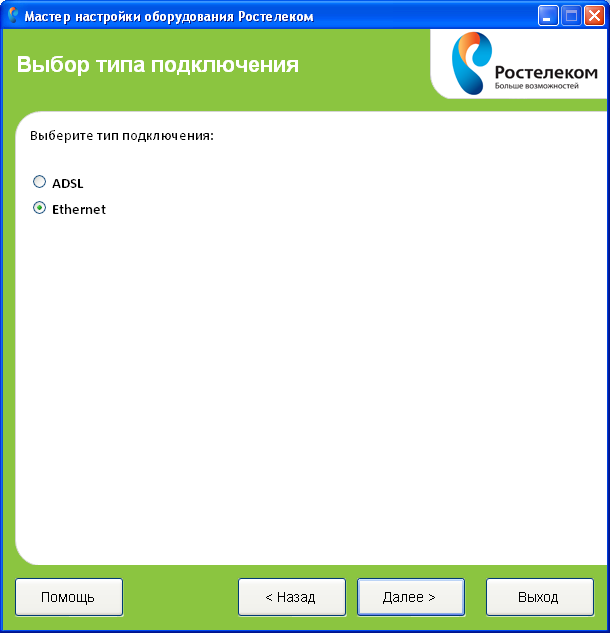 Мастер настройки оборудования Ростелеком
Выбор типа подключения
Ростелеком
Больше возможностей
Выберите тип подключения:
ADSL
Ethernet
Помощь
< Назад
Далее >
Выход